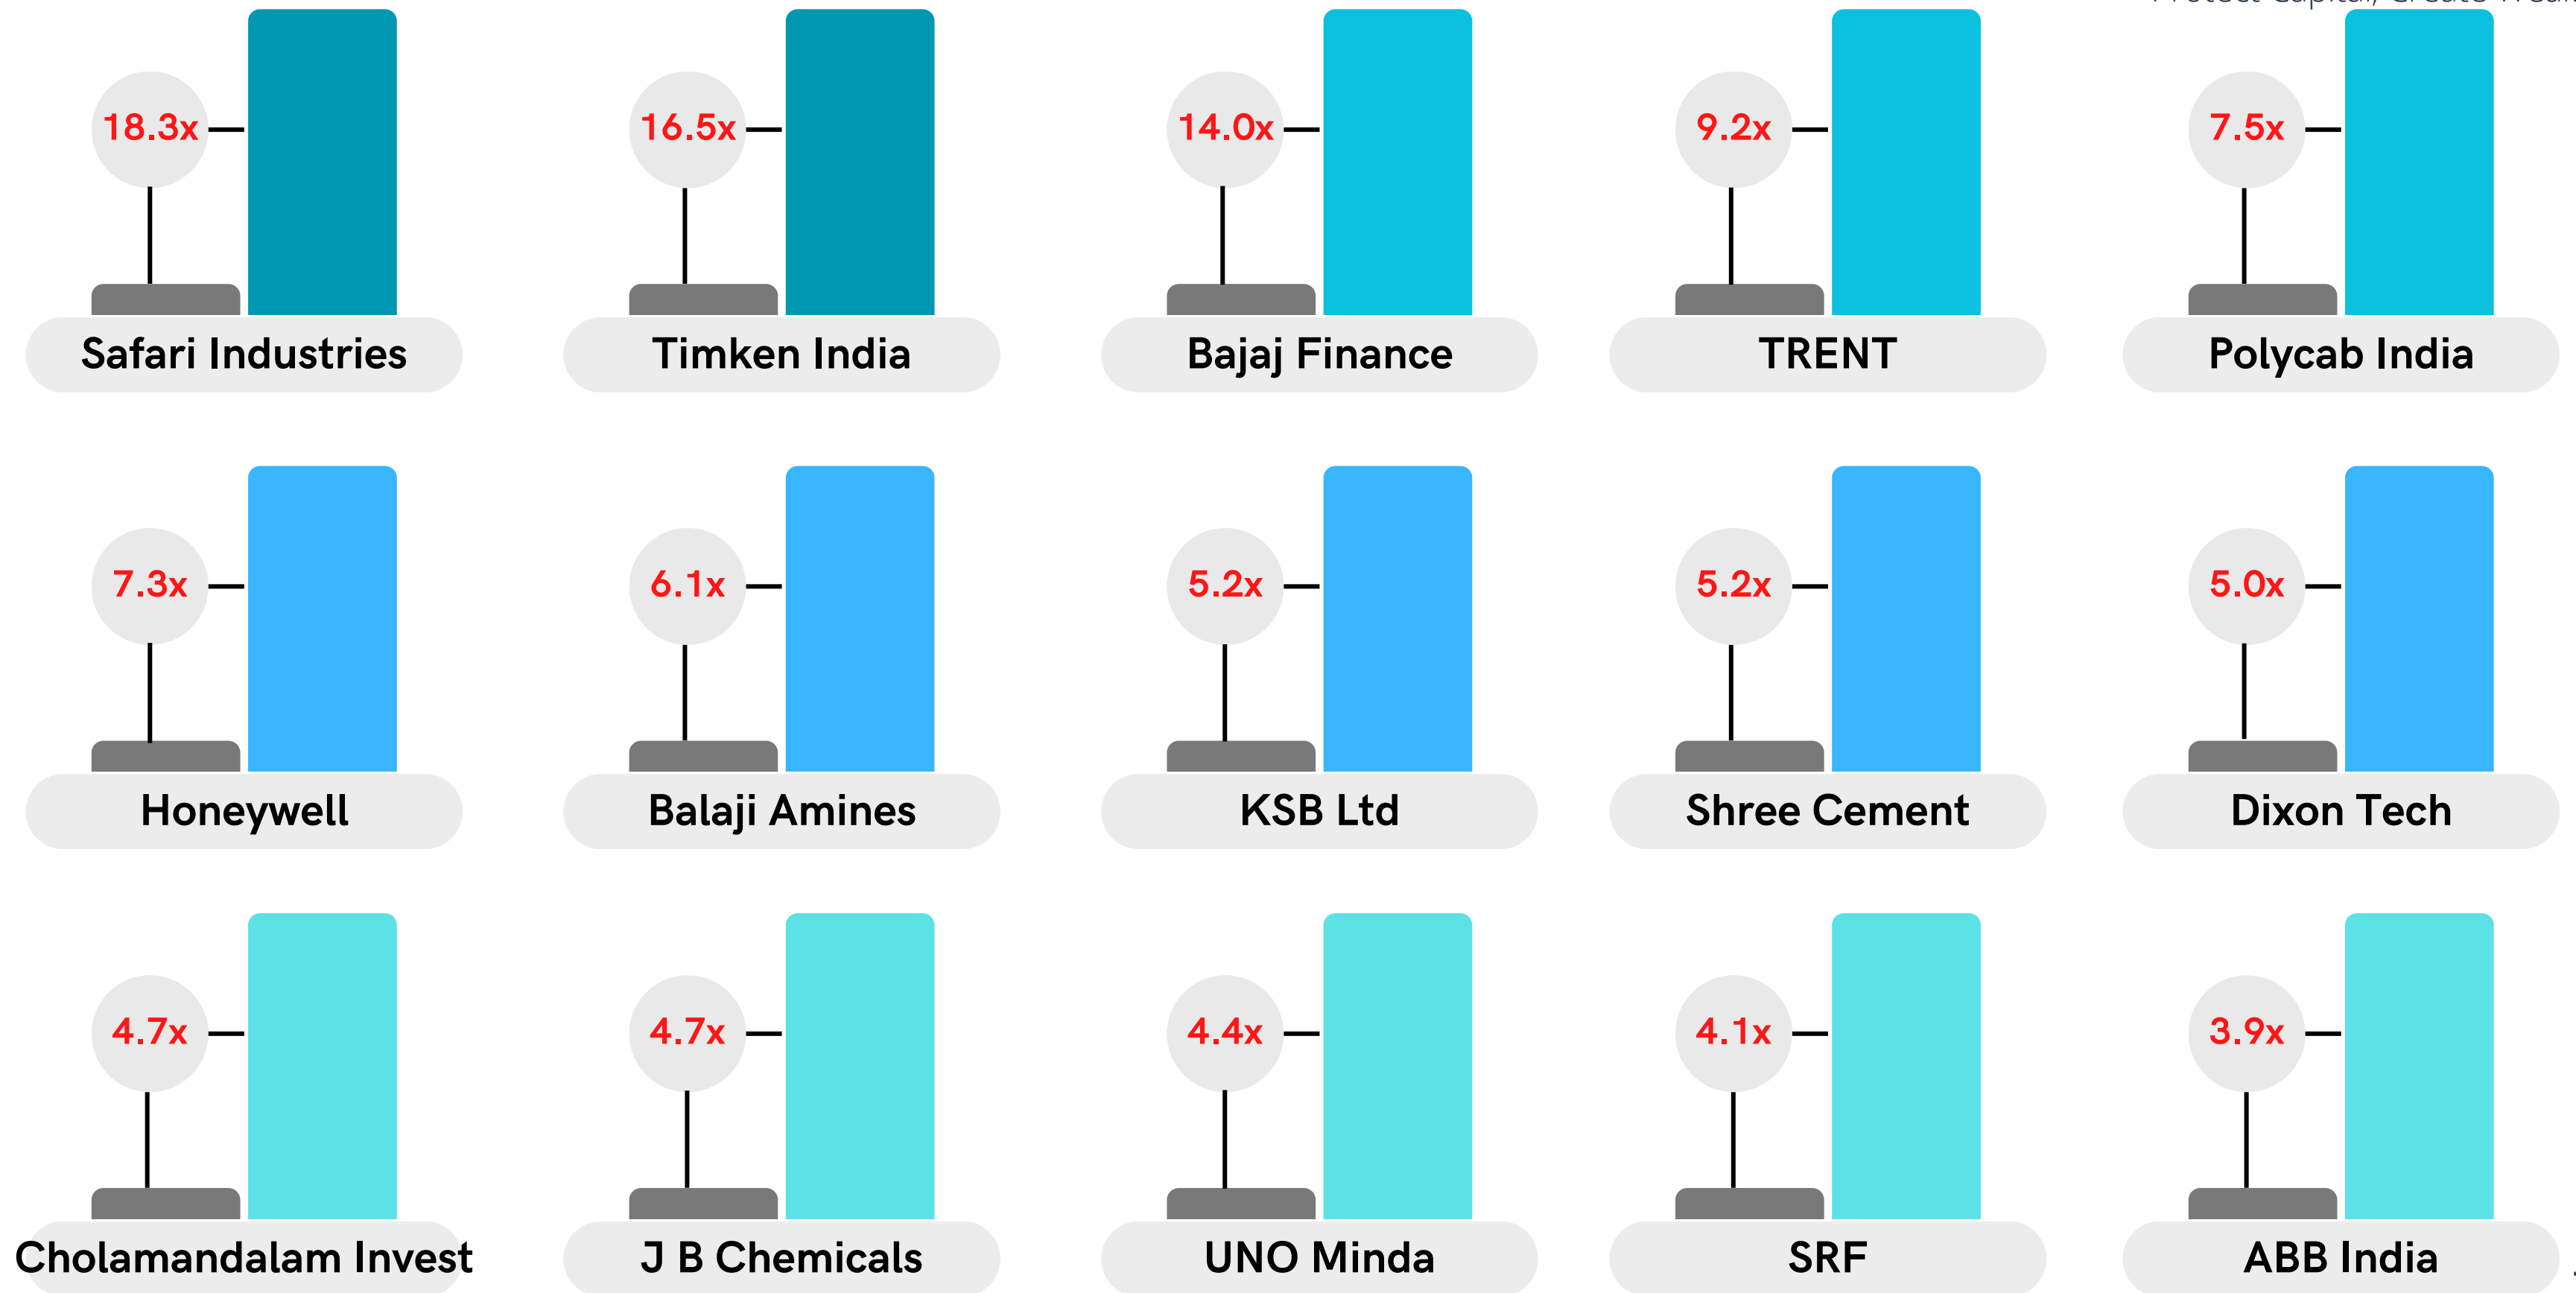 18.3x 16.5x 14.0x 9.2x 7.5x
Safari Industries Timken India Bajaj Finance TRENT Polycab India
7.3x 6.1x 5.2x 5.2x 5.0x
Honeywell Balaji Amines KSB Ltd Shree Cement Dixon Tech
4.7x 4.7x 4.4x 4.1x 3.9x
Cholamandalam Invest J B Chemicals UNO Minda SRF ABB India